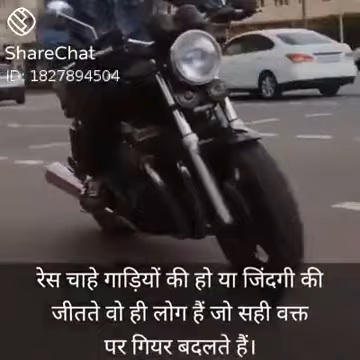 ShareChat
ID: 1827894504
रेस चाहे गाड़ियों की हो या जिंदगी की
जीतते वो ही लोग हैं जो सही वक्त
पर गियर बदलते हैं।